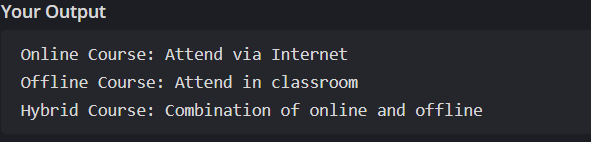 Your Output
Online Course: Attend via Internet
Offline Course: Attend in classroom
Hybrid Course: Combination of online and offline